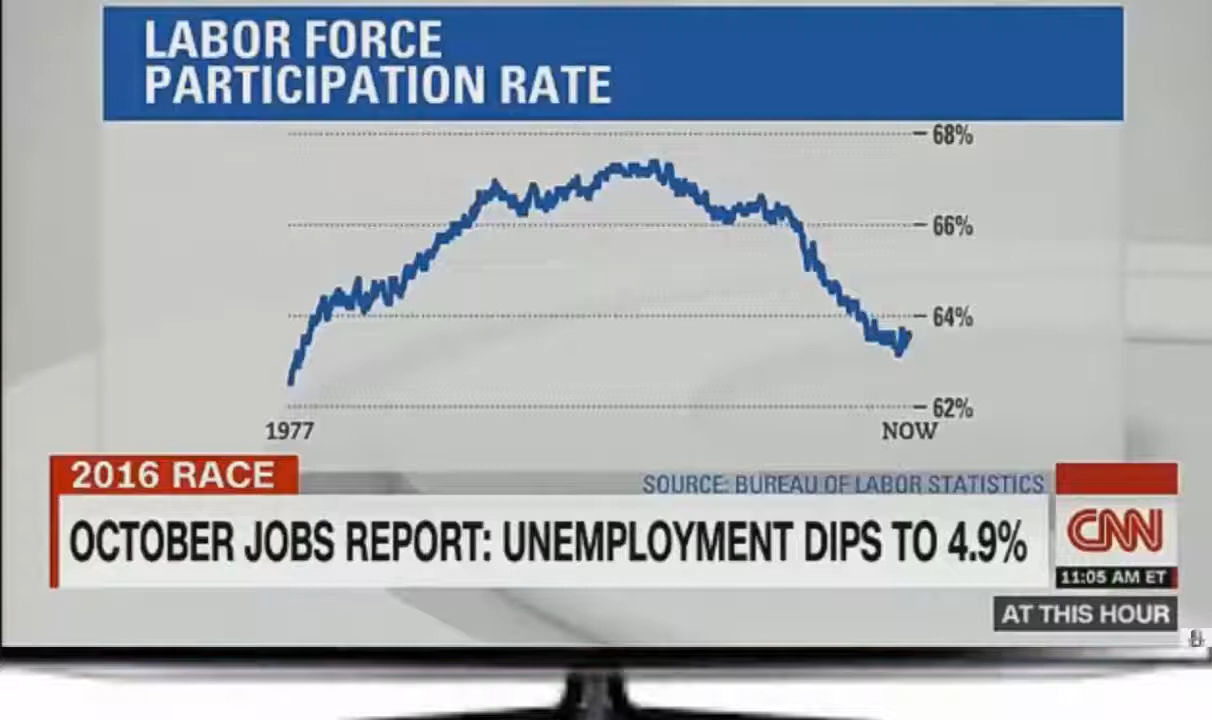 LABOR FORCE
PARTICIPATION RATE
68%
66%
64%
62%
1977 NOW
2016 RACE
SOURCE: BUREAU OF LABOR STATISTICS
OCTOBER JOBS REPORT: UNEMPLOYMENT DIPS TO 4.9%
CNN
11:05 AM ET
AT THIS HOUR